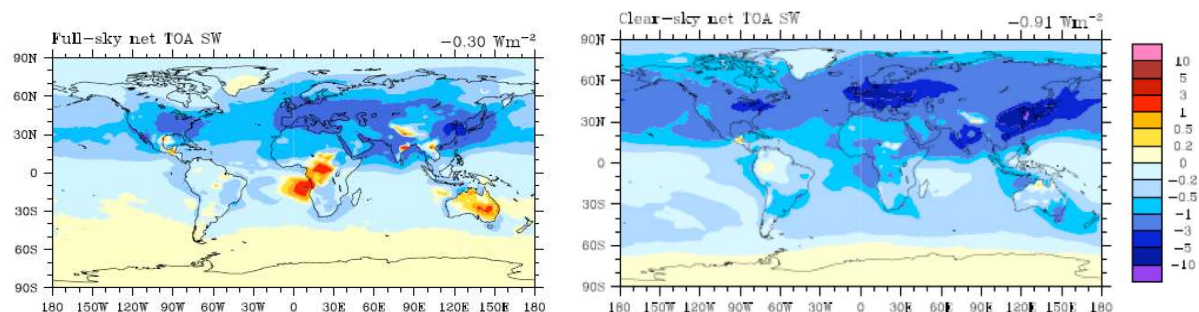 Full-sky net TOA SW −0.30 Wm⁻²
90N
60N
30N
0
30S
60S
90S
180 150W 120W 90W 60W 30W 0 30E 60E 90E 120E 150E 180
Clear-sky net TOA SW −0.91 Wm⁻²
90N
60N
30N
0
30S
60S
90S
180 150W 120W 90W 60W 30W 0 30E 60E 90E 120E 150E 180
10
5
3
1
0.5
0.2
0
-0.2
-0.5
-1
-3
-5
-10